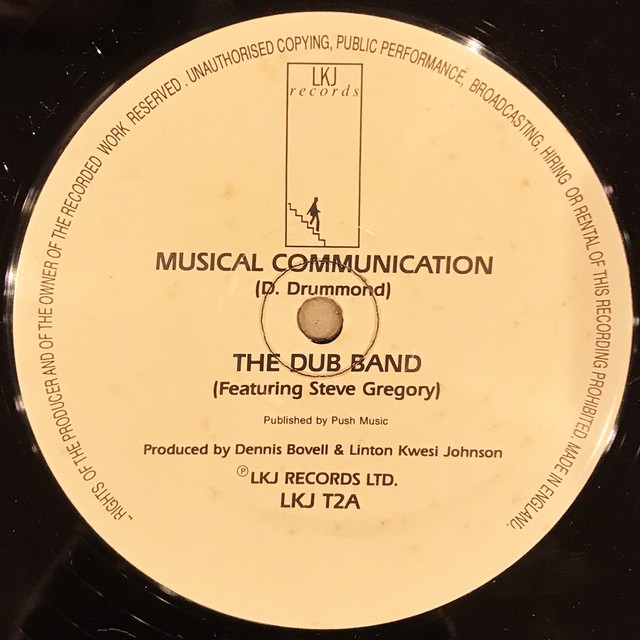 ...RIGHTS OF THE PRODUCER AND OF THE OWNER OF THE RECORDED WORK RESERVED. UNAUTHORISED COPYING, PUBLIC PERFORMANCE, BROADCASTING, HIRING OR RENTAL OF THIS RECORDING PROHIBITED. MADE IN ENGLAND.
LKJ
records
MUSICAL COMMUNICATION
(D. Drummond)
THE DUB BAND
(Featuring Steve Gregory)
Published by Push Music
Produced by Dennis Bovell & Linton Kwesi Johnson
℗ LKJ RECORDS LTD.
LKJ T2A